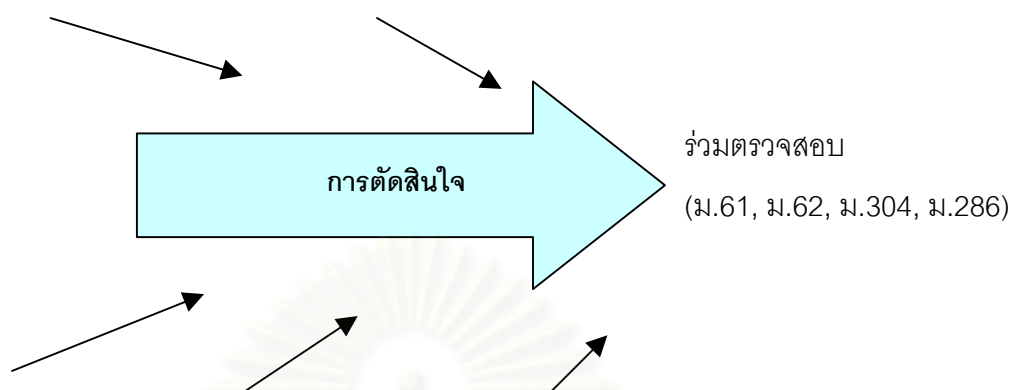 ร่วมตรวจสอบ
การตัดสินใจ
(ม.61, ม.62, ม.304, ม.286)